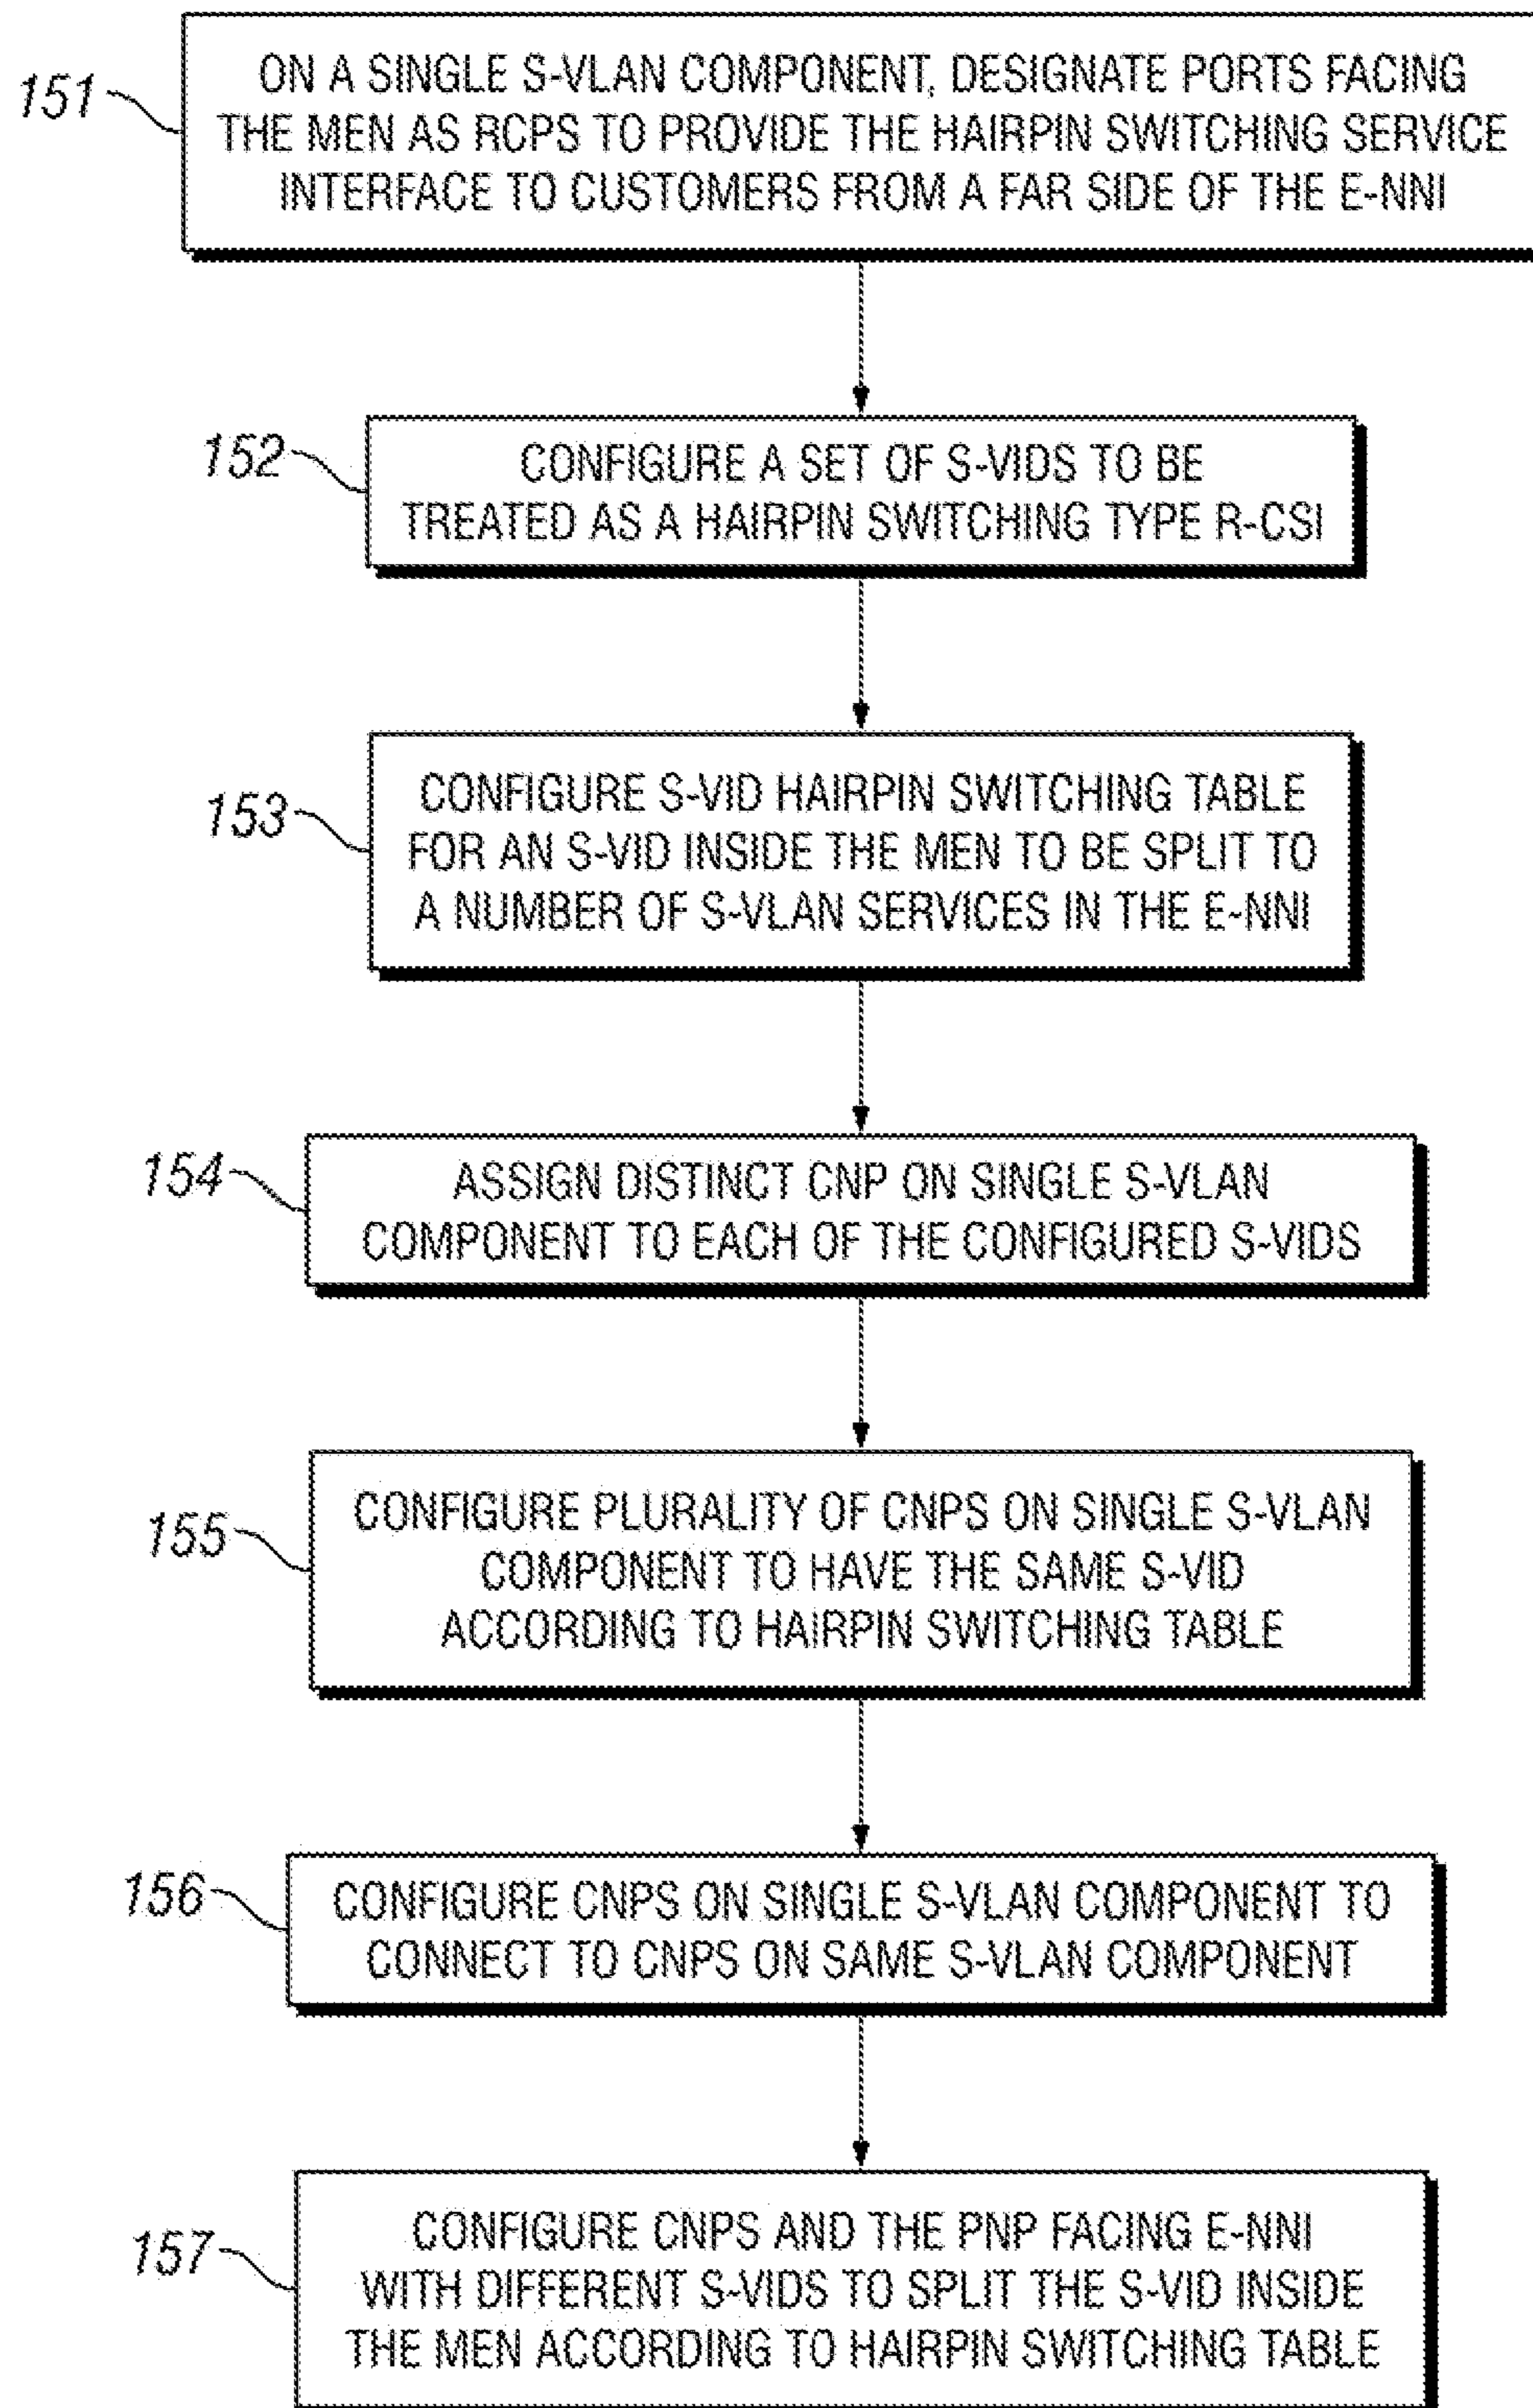 151
ON A SINGLE S-VLAN COMPONENT, DESIGNATE PORTS FACING
THE MEN AS RCPS TO PROVIDE THE HAIRPIN SWITCHING SERVICE
INTERFACE TO CUSTOMERS FROM A FAR SIDE OF THE E-NNI
152
CONFIGURE A SET OF S-VIDS TO BE
TREATED AS A HAIRPIN SWITCHING TYPE R-CSI
153
CONFIGURE S-VID HAIRPIN SWITCHING TABLE
FOR AN S-VID INSIDE THE MEN TO BE SPLIT TO
A NUMBER OF S-VLAN SERVICES IN THE E-NNI
154
ASSIGN DISTINCT CNP ON SINGLE S-VLAN
COMPONENT TO EACH OF THE CONFIGURED S-VIDS
155
CONFIGURE PLURALITY OF CNPS ON SINGLE S-VLAN
COMPONENT TO HAVE THE SAME S-VID
ACCORDING TO HAIRPIN SWITCHING TABLE
156
CONFIGURE CNPS ON SINGLE S-VLAN COMPONENT TO
CONNECT TO CNPS ON SAME S-VLAN COMPONENT
157
CONFIGURE CNPS AND THE PNP FACING E-NNI
WITH DIFFERENT S-VIDS TO SPLIT THE S-VID INSIDE
THE MEN ACCORDING TO HAIRPIN SWITCHING TABLE